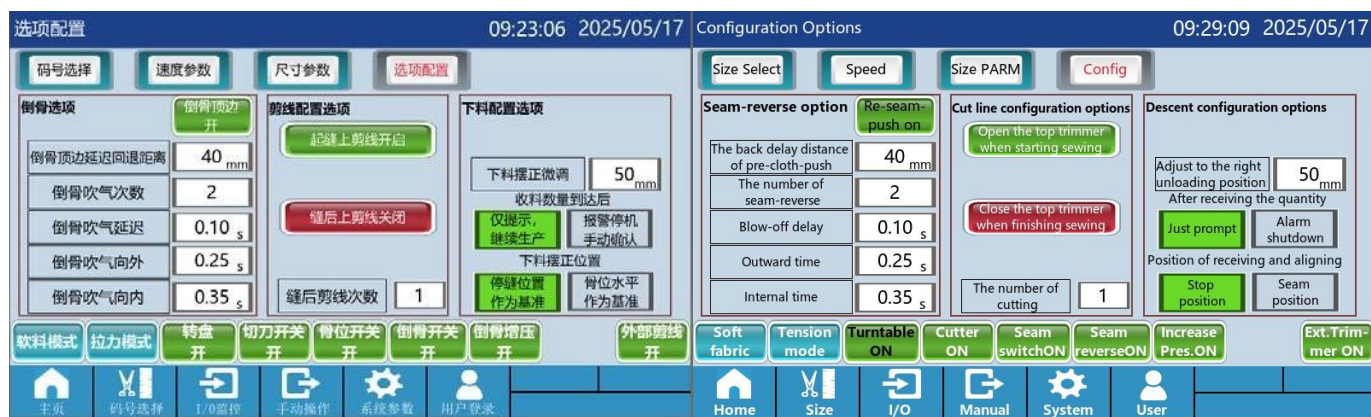 选项配置
09:23:06 2025/05/17
码号选择
速度参数
尺寸参数
选项配置
倒骨选项
倒骨顶边
开
倒骨顶边延迟回退距离
40 mm
倒骨吹气次数
2
倒骨吹气延迟
0.10 s
倒骨吹气向外
0.25 s
倒骨吹气向内
0.35 s
剪线配置选项
起缝上剪线开启
缝后上剪线关闭
缝后剪线次数
1
下料配置选项
下料摆正微调
50 mm
收料数量到达后
仅提示,
继续生产
报警停机
手动确认
下料摆正位置
停缝位置
作为基准
骨位水平
作为基准
软料模式
拉力模式
转盘
开
切刀开关
开
骨位开关
开
倒骨开关
开
倒骨增压
开
外部剪线
开
主页
码号选择
I/0监控
手动操作
系统参数
用户登录
Configuration Options
09:29:09 2025/05/17
Size Select
Speed
Size PARM
Config
Seam-reverse option
Re-seam-
push on
The back delay distance
of pre-cloth-push
40 mm
The number of
seam-reverse
2
Blow-off delay
0.10 s
Outward time
0.25 s
Internal time
0.35 s
Cut line configuration options
Open the top trimmer
when starting sewing
Close the top trimmer
when finishing sewing
The number of
cutting
1
Descent configuration options
Adjust to the right
unloading position
50 mm
After receiving the quantity
Just prompt
Alarm
shutdown
Position of receiving and aligning
Stop
position
Seam
position
Soft
fabric
Tension
mode
Turntable
ON
Cutter
ON
Seam
switchON
Seam
reverseON
Increase
Pres.ON
Ext.Trim-
mer ON
Home
Size
I/O
Manual
System
User